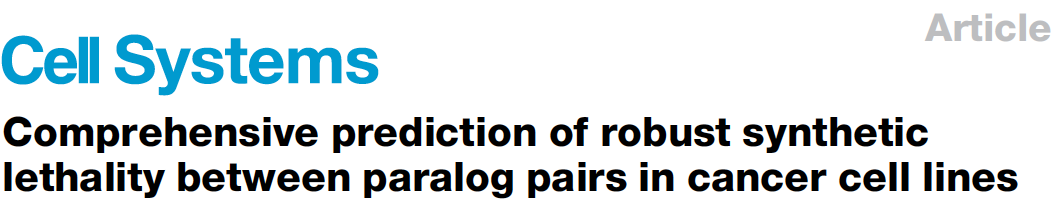 Article
Cell Systems
Comprehensive prediction of robust synthetic
lethality between paralog pairs in cancer cell lines